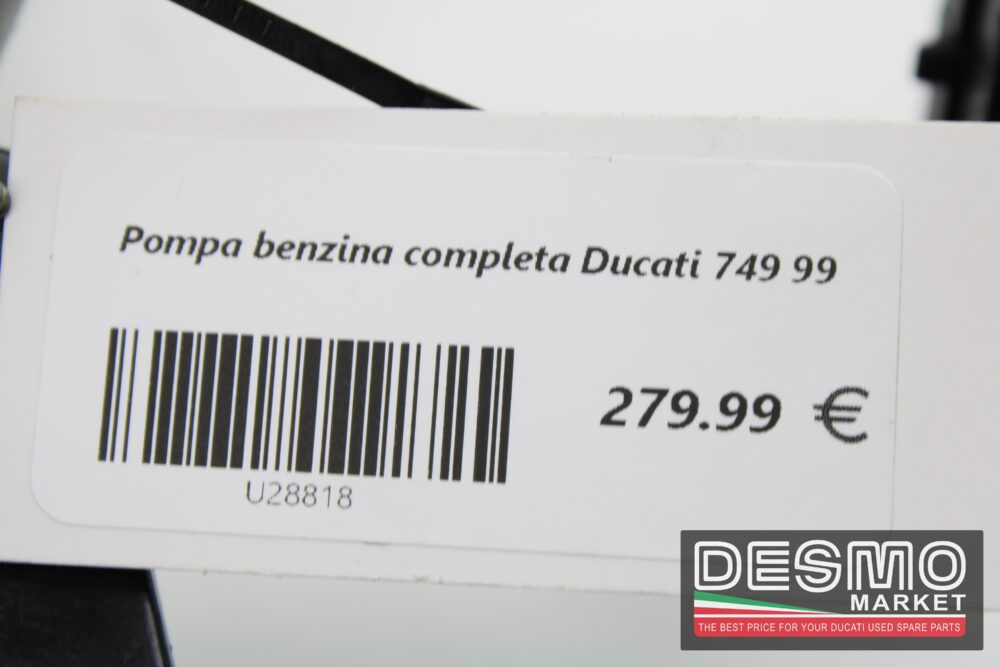 Pompa benzina completa Ducati 749 99
279.99 €
U28818
DESMO
MARKET
THE BEST PRICE FOR YOUR DUCATI USED SPARE PARTS